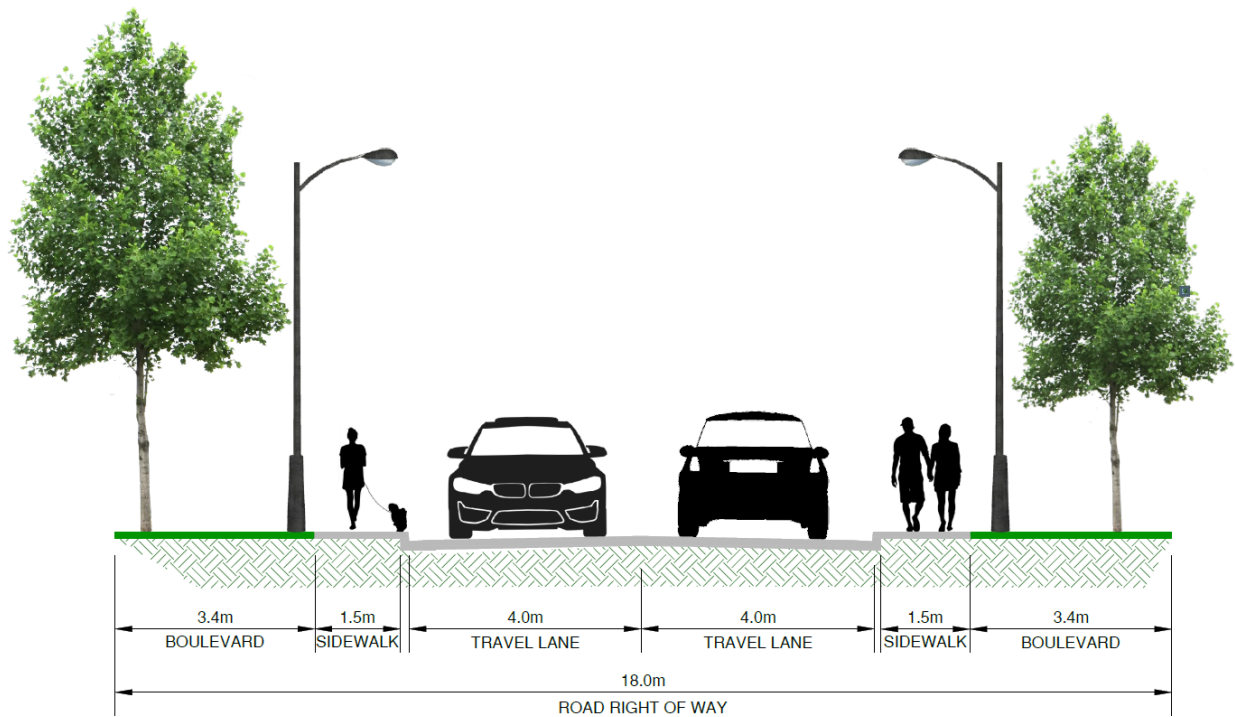 3.4m 1.5m 4.0m 4.0m 1.5m 3.4m
BOULEVARD SIDEWALK TRAVEL LANE TRAVEL LANE SIDEWALK BOULEVARD
18.0m
ROAD RIGHT OF WAY